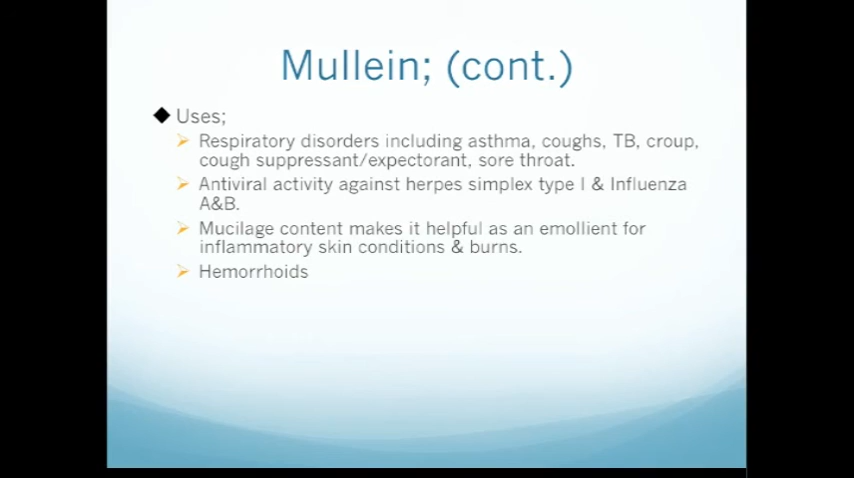 Mullein; (cont.)
Uses;
Respiratory disorders including asthma, coughs, TB, croup,
cough suppressant/expectorant, sore throat.
Antiviral activity against herpes simplex type I & Influenza
A&B.
Mucilage content makes it helpful as an emollient for
inflammatory skin conditions & burns.
Hemorrhoids